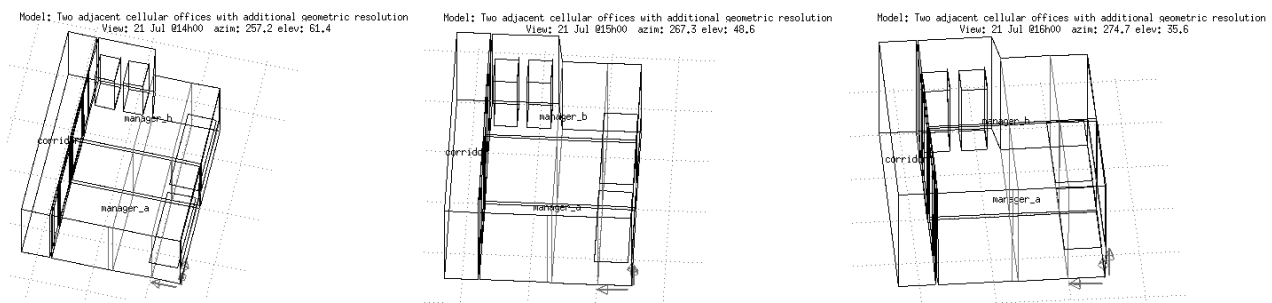 Model: Two adjacent cellular offices with additional geometric resolution
View: 21 Jul @14h00 azim: 257.2 elev: 61.4
manager_b
corridor
manager_a
Model: Two adjacent cellular offices with additional geometric resolution
View: 21 Jul @15h00 azim: 267.3 elev: 48.6
manager_b
corridor
manager_a
Model: Two adjacent cellular offices with additional geometric resolution
View: 21 Jul @16h00 azim: 274.7 elev: 35.6
manager_b
corridor
manager_a